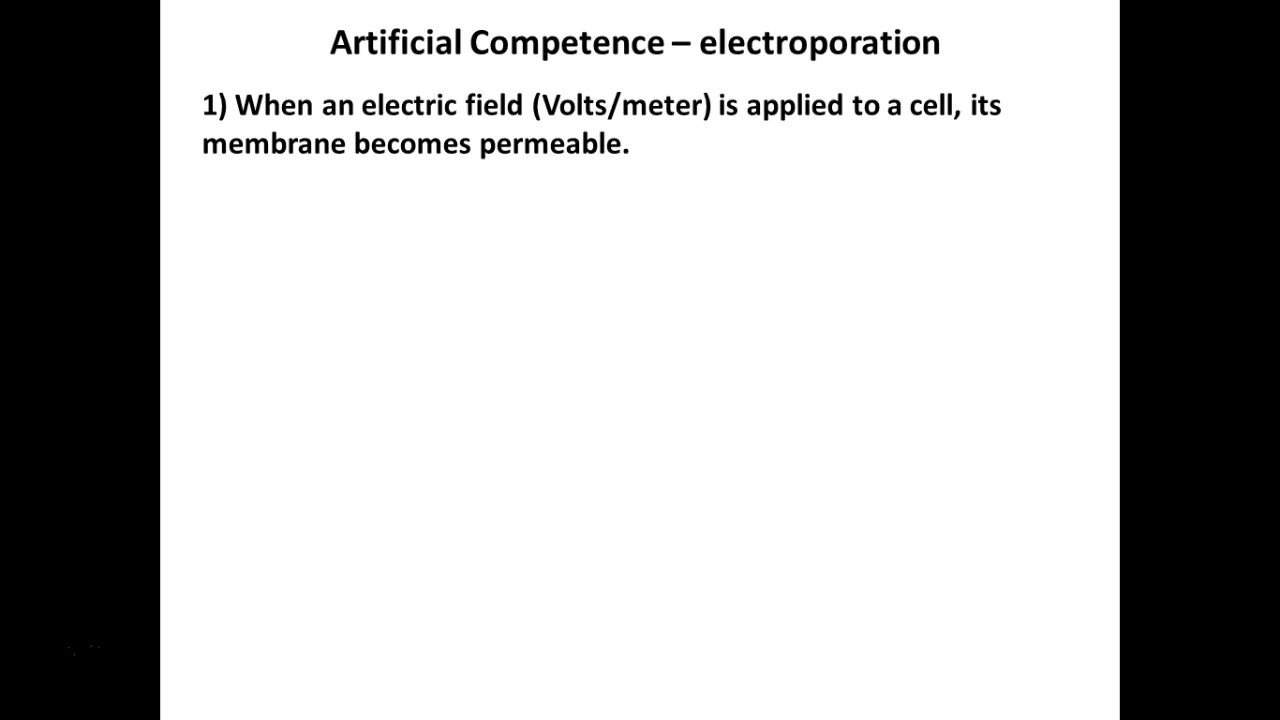 Artificial Competence – electroporation
1) When an electric field (Volts/meter) is applied to a cell, its
membrane becomes permeable.